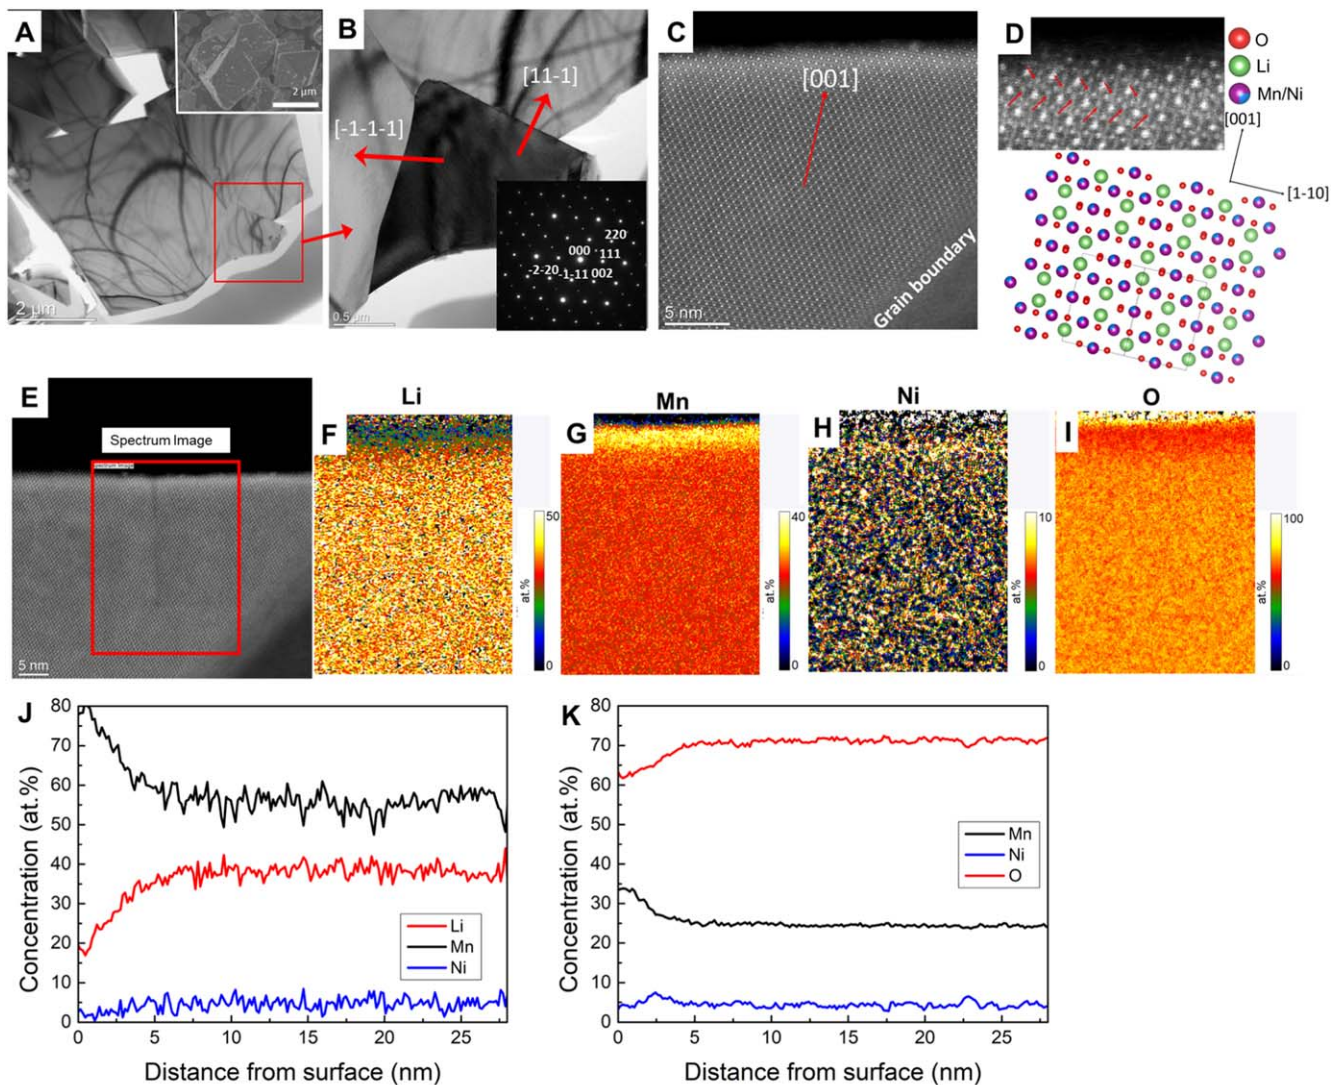 A
2 μm
2 μm
B
[11-1]
[-1-1-1]
220
000
111
-2-20
-1-11
002
0.5 μm
C
[001]
Grain boundary
5 nm
D
O
Li
Mn/Ni
[001]
[1-10]
E
Spectrum Image
Spectrum Image
5 nm
Li
F
50
at.%
0
Mn
G
40
at.%
0
Ni
H
10
at.%
0
O
I
100
at.%
0
J
80
70
60
50
40
30
20
10
0
0 5 10 15 20 25
Concentration (at.%)
Distance from surface (nm)
Li
Mn
Ni
K
80
70
60
50
40
30
20
10
0
0 5 10 15 20 25
Concentration (at.%)
Distance from surface (nm)
Mn
Ni
O